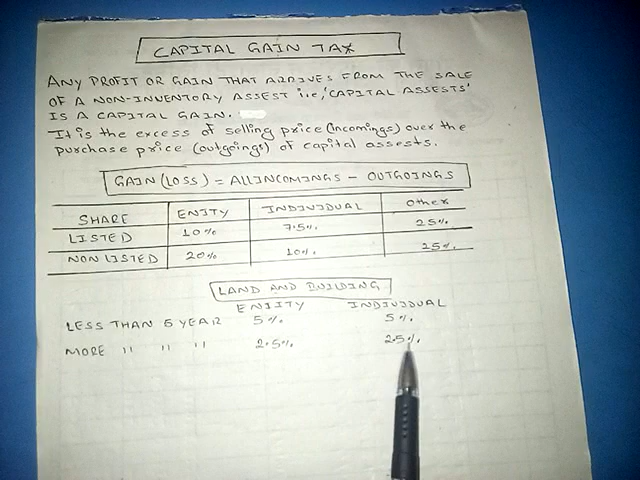 CAPITAL GAIN TAX
ANY PROFIT OR GAIN THAT ARRIVES FROM THE SALE
OF A NON-INVENTORY ASSEST i.e,'CAPITAL ASSESTS'
IS A CAPITAL GAIN.
It is the excess of selling price (incomings) over the
purchase price (outgoings) of capital assests.
GAIN (LOSS) = ALL INCOMINGS - OUTGOINGS
SHARE ENITY INDIVIDUAL Other
LISTED 10% 7.5% 25%
NON LISTED 20% 10% 25%
LAND AND BUILDING
ENITY INDIVIDUAL
LESS THAN 5 YEAR 5% 5%
MORE " " " 2.5% 2.5%